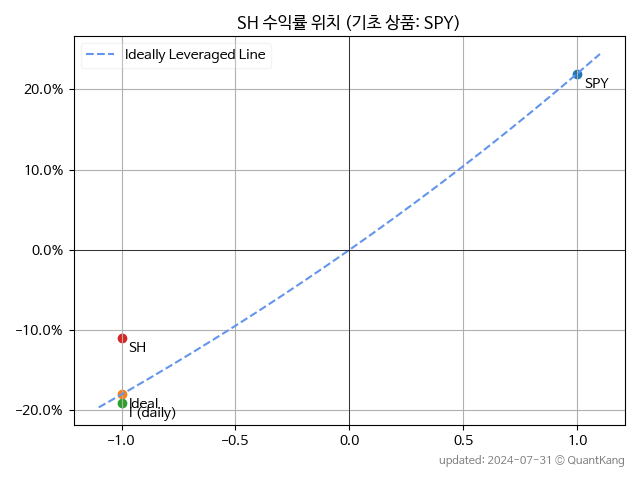 SH 수익률 위치 (기초 상품: SPY)
Ideally Leveraged Line
20.0%
SPY
10.0%
0.0%
−10.0%
SH
Ideal
(daily)
−20.0%
−1.0
−0.5
0.0
0.5
1.0
updated: 2024-07-31 © QuantKang